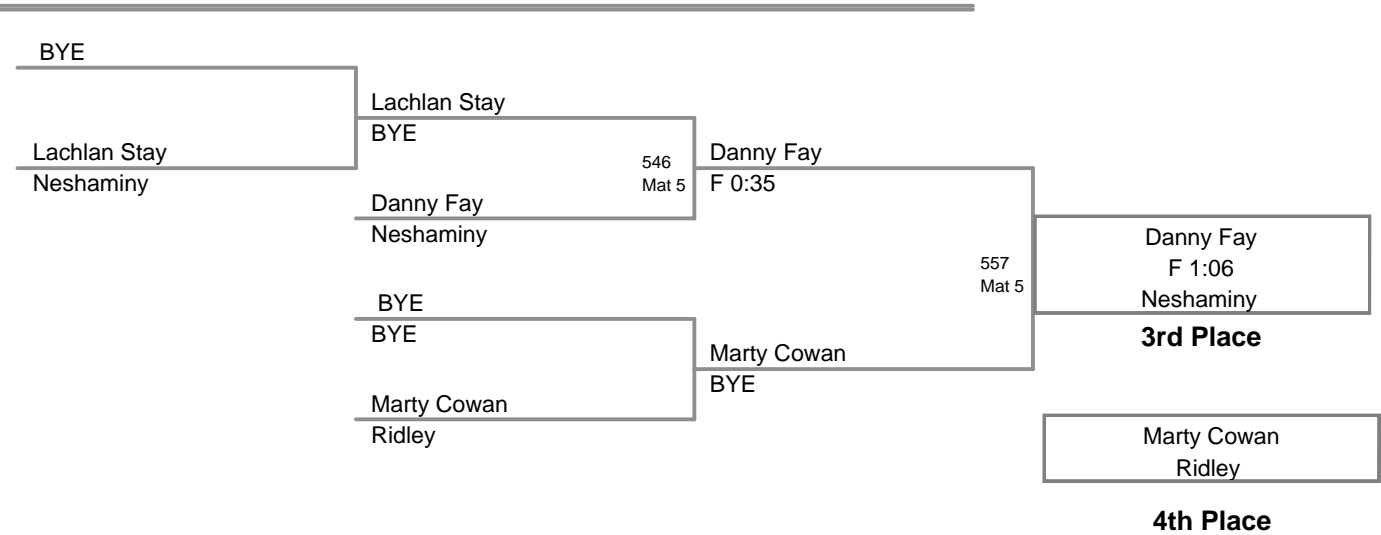 BYE
Lachlan Stay
Neshaminy
Lachlan Stay
BYE
546
Mat 5
Danny Fay
Neshaminy
BYE
BYE
Marty Cowan
Ridley
Danny Fay
F 0:35
557
Mat 5
Marty Cowan
BYE
Danny Fay
F 1:06
Neshaminy
3rd Place
Marty Cowan
Ridley
4th Place